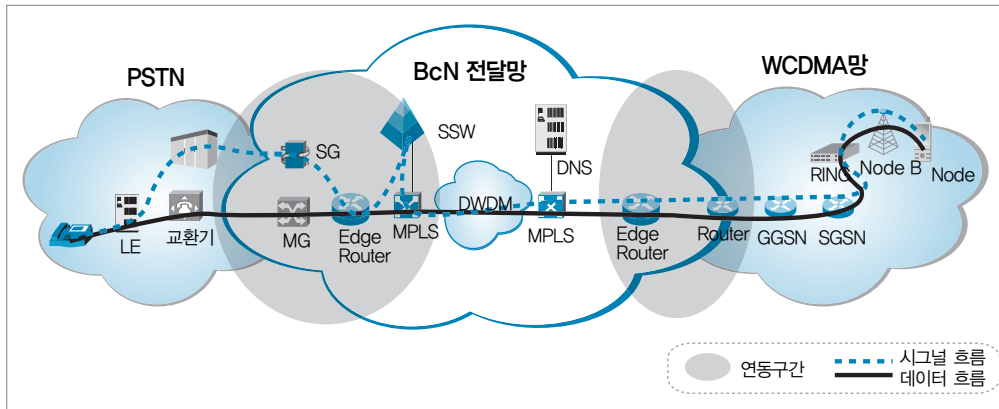 PSTN
BcN 전달망
WCDMA망
SSW
SG
DNS
RINC
Node B
Node
DWDM
LE
교환기
MG
Edge
Router
MPLS
MPLS
Edge
Router
Router
GGSN
SGSN
연동구간
시그널 흐름
데이터 흐름